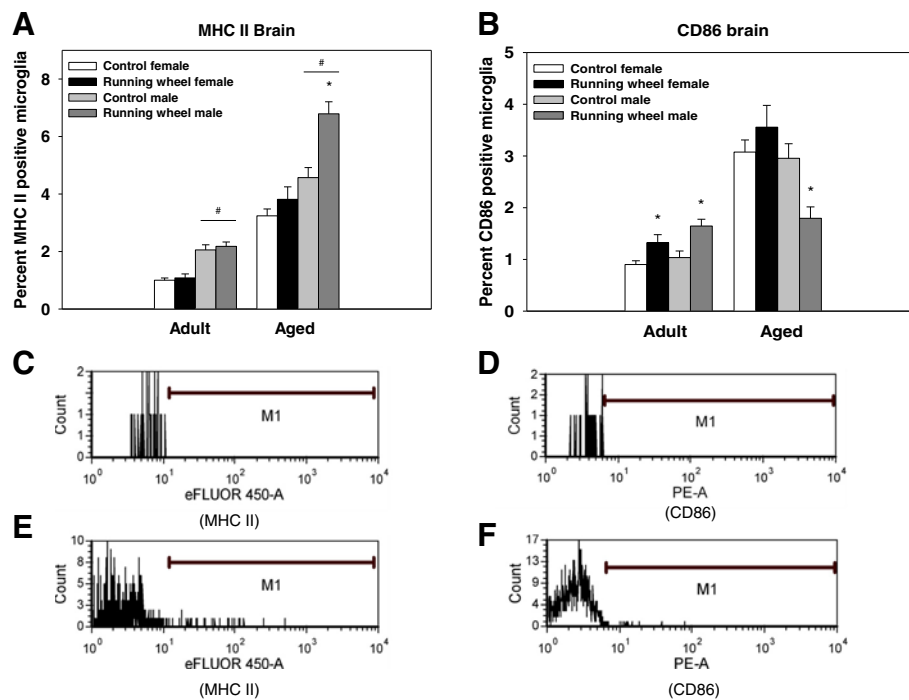 A
MHC II Brain
Percent MHC II positive microglia
8
6
4
2
0
Control female
Running wheel female
Control male
Running wheel male
#
#
*
Adult
Aged
B
CD86 brain
Percent CD86 positive microglia
5
4
3
2
1
0
Control female
Running wheel female
Control male
Running wheel male
*
*
*
Adult
Aged
C
Count
2
2
1
1
0
M1
10^0 10^1 10^2 10^3 10^4
eFLUOR 450-A
(MHC II)
D
Count
2
2
1
1
0
M1
10^0 10^1 10^2 10^3 10^4
PE-A
(CD86)
E
Count
10
8
5
3
0
M1
10^0 10^1 10^2 10^3 10^4
eFLUOR 450-A
(MHC II)
F
Count
17
13
9
4
0
M1
10^0 10^1 10^2 10^3 10^4
PE-A
(CD86)